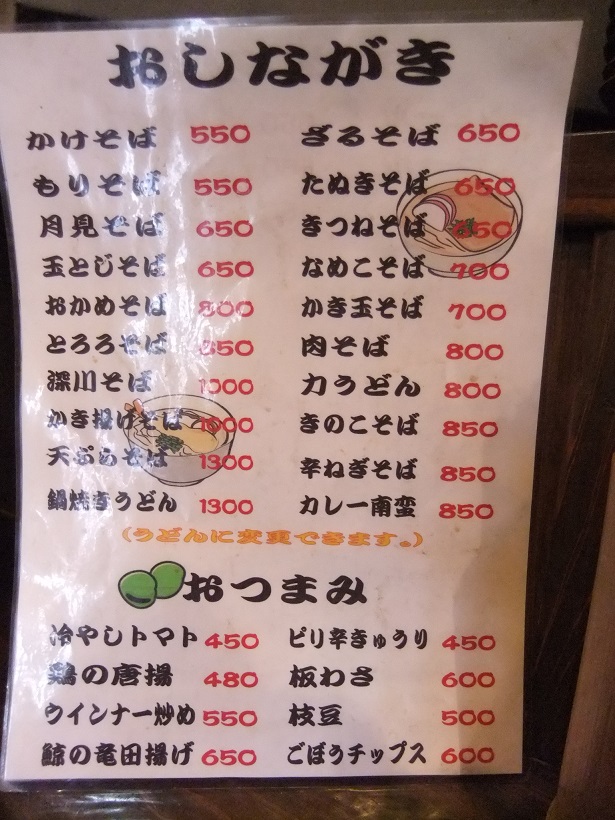 おしながき
かけそば 550 ざるそば 650
もりそば 550 たぬきそば 650
月見そば 650 きつねそば 650
玉とじそば 650 なめこそば 700
おかめそば 800 かき玉そば 700
とろろそば 850 肉そば 800
深川そば 1000 力うどん 800
かき揚げそば 1000 きのこそば 850
天ぷらそば 1300 辛ねぎそば 850
鍋焼きうどん 1300 カレー南蛮 850
(うどんに変更できます。)
おつまみ
冷やしトマト 450 ピリ辛きゅうり 450
鶏の唐揚 480 板わさ 600
ウインナー炒め 550 枝豆 500
鯨の竜田揚げ 650 ごぼうチップス 600